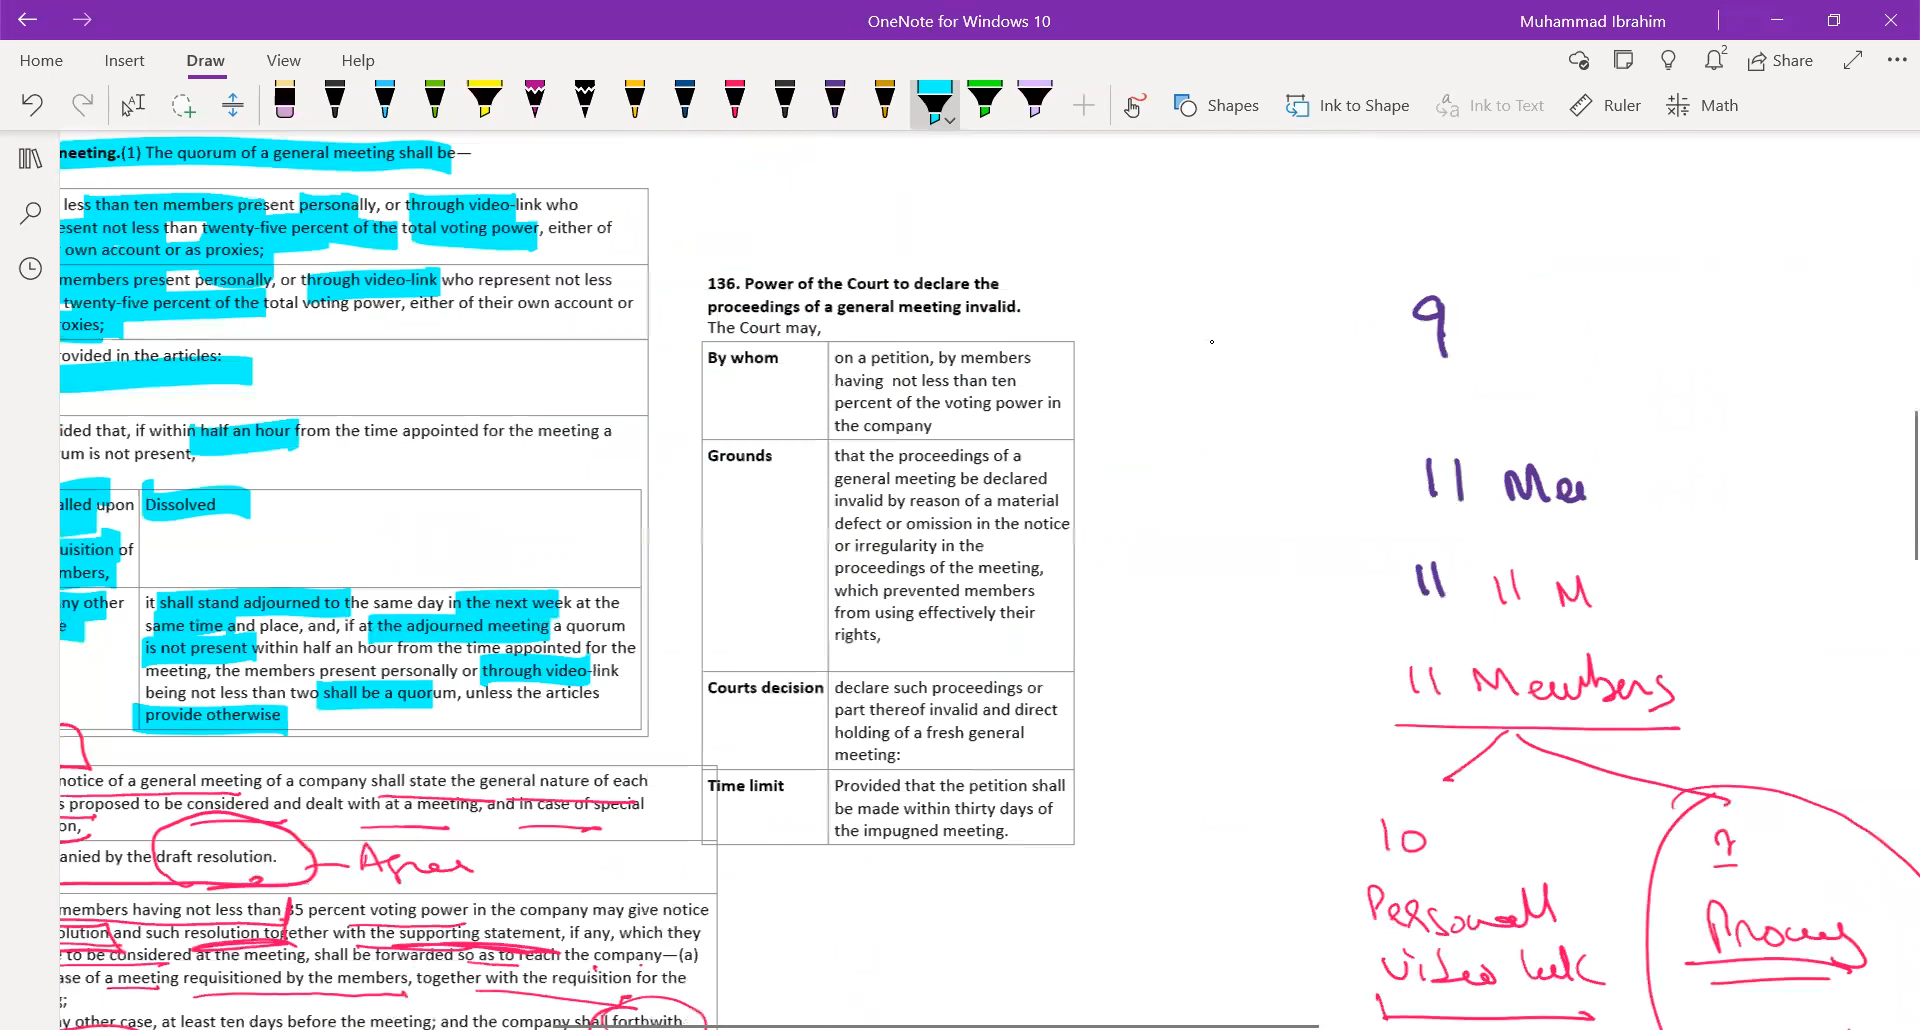 OneNote for Windows 10
Muhammad Ibrahim
Home Insert Draw View Help
2
Share
Shapes Ink to Shape Ink to Text Ruler Math
neeting.(1) The quorum of a general meeting shall be—
less than ten members present personally, or through video-link who
esent not less than twenty-five percent of the total voting power, either of
own account or as proxies;
members present personally, or through video-link who represent not less
twenty-five percent of the total voting power, either of their own account or
roxies;
rovided in the articles:
ided that, if within half an hour from the time appointed for the meeting a
um is not present,
alled upon Dissolved
uisition of
mbers,
ny other it shall stand adjourned to the same day in the next week at the
e same time and place, and, if at the adjourned meeting a quorum
is not present within half an hour from the time appointed for the
meeting, the members present personally or through video-link
being not less than two shall be a quorum, unless the articles
provide otherwise
notice of a general meeting of a company shall state the general nature of each
s proposed to be considered and dealt with at a meeting, and in case of special
on,
anied by the draft resolution.
Agree
members having not less than 5 percent voting power in the company may give notice
olution and such resolution together with the supporting statement, if any, which they
to be considered at the meeting, shall be forwarded so as to reach the company—(a)
ase of a meeting requisitioned by the members, together with the requisition for the
g;
y other case, at least ten days before the meeting; and the company shall forthwith
136. Power of the Court to declare the
proceedings of a general meeting invalid.
The Court may,
By whom on a petition, by members
having not less than ten
percent of the voting power in
the company
Grounds that the proceedings of a
general meeting be declared
invalid by reason of a material
defect or omission in the notice
or irregularity in the
proceedings of the meeting,
which prevented members
from using effectively their
rights,
Courts decision declare such proceedings or
part thereof invalid and direct
holding of a fresh general
meeting:
Time limit Provided that the petition shall
be made within thirty days of
the impugned meeting.
9
11 Mee
11 11 M
11 Members
10
Personall
video link